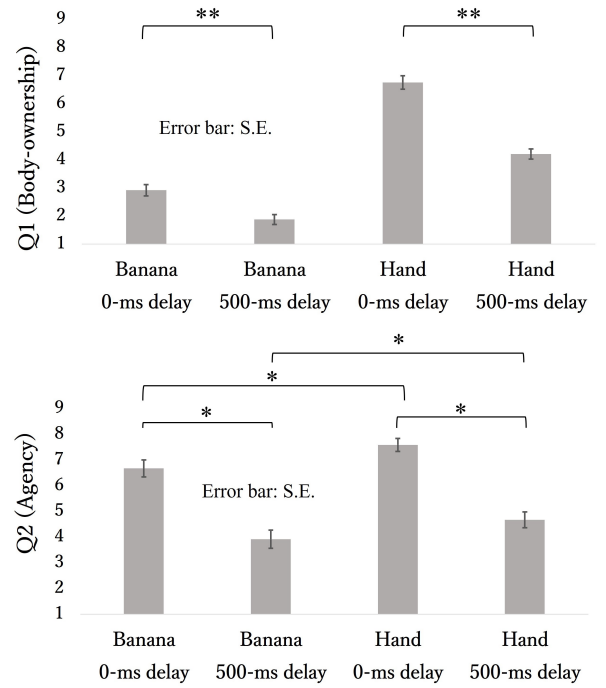 9
**
**
8
7
6
Error bar: S.E.
5
4
3
2
1
Q1 (Body-ownership)
Banana
Banana
Hand
Hand
0-ms delay
500-ms delay
0-ms delay
500-ms delay
*
*
9
*
*
8
7
6
Error bar: S.E.
5
4
3
2
1
Q2 (Agency)
Banana
Banana
Hand
Hand
0-ms delay
500-ms delay
0-ms delay
500-ms delay